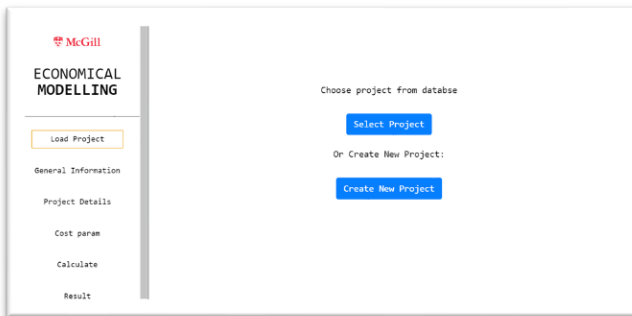 McGill
ECONOMICAL
MODELLING
Load Project
General Information
Project Details
Cost param
Calculate
Result
Choose project from databse
Select Project
Or Create New Project:
Create New Project